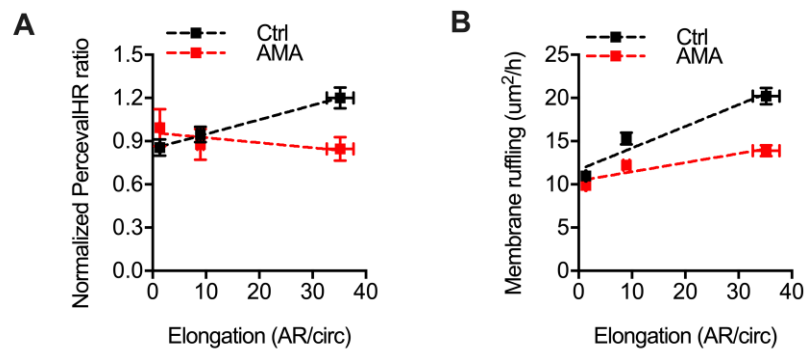 A
Ctrl
AMA
Normalized PercevalHR ratio
1.5
1.2
0.9
0.6
0.3
0.0
0 10 20 30 40
Elongation (AR/circ)
B
Ctrl
AMA
Membrane ruffling (um²/h)
25
20
15
10
5
0
0 10 20 30 40
Elongation (AR/circ)